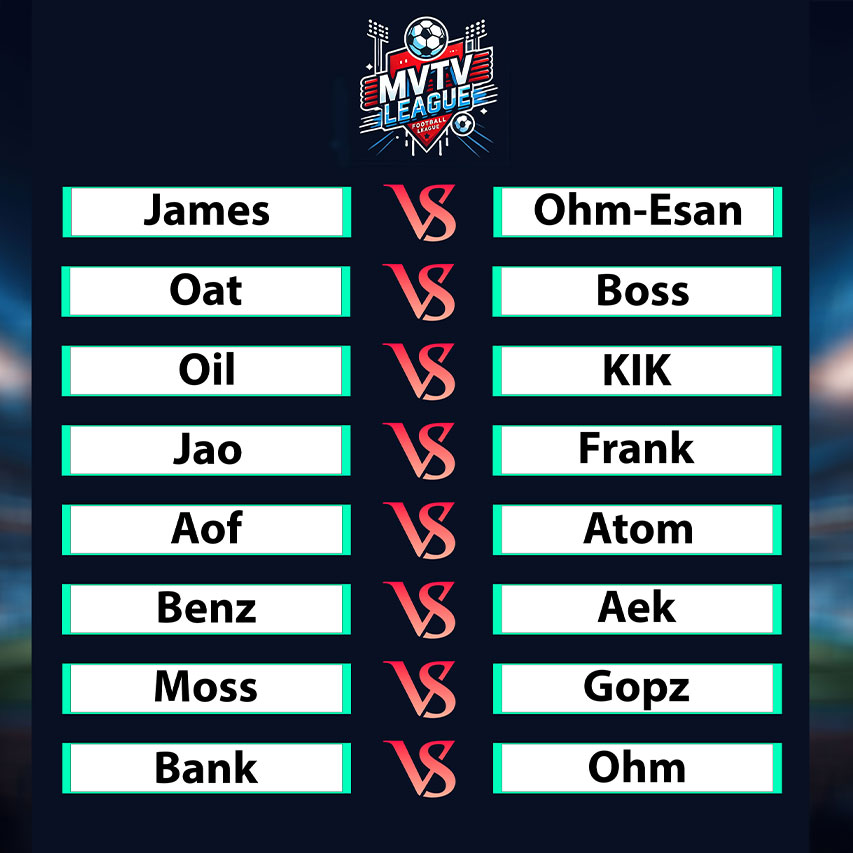 MVTV
LEAGUE
FOOTBALL
LEAGUE
James VS Ohm-Esan
Oat VS Boss
Oil VS KIK
Jao VS Frank
Aof VS Atom
Benz VS Aek
Moss VS Gopz
Bank VS Ohm